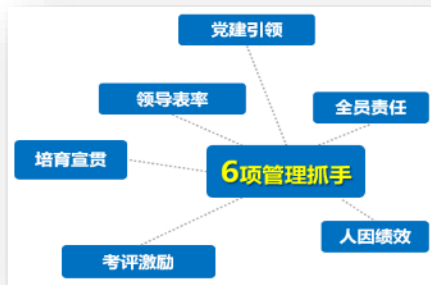 党建引领
领导表率
全员责任
培育宣贯
6项管理抓手
人因绩效
考评激励